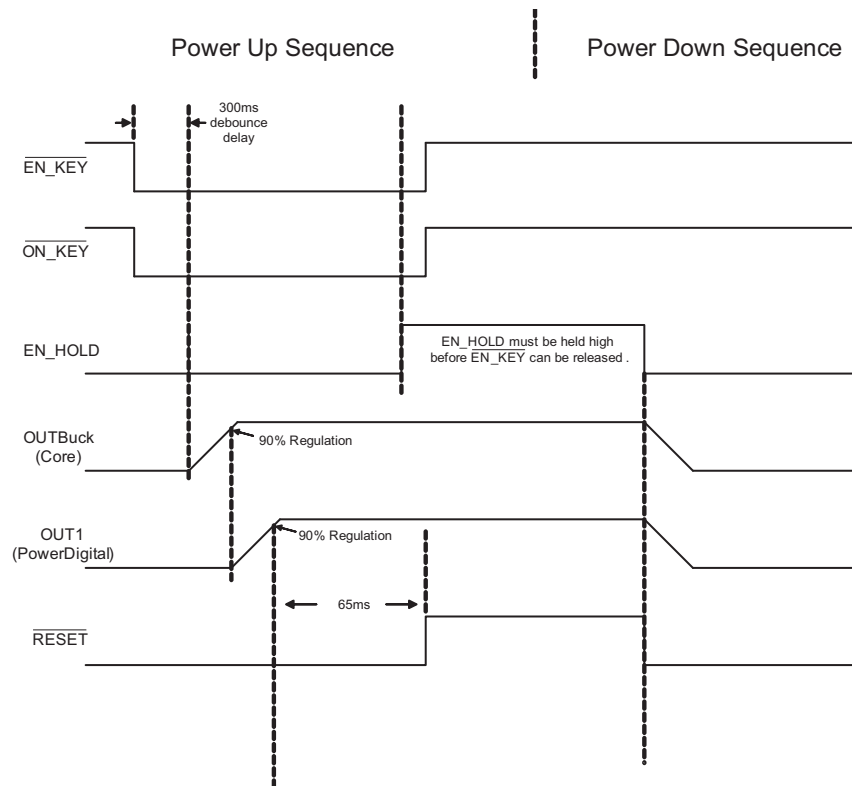 Power Up Sequence
Power Down Sequence
300ms
debounce
delay
EN_KEY
ON_KEY
EN_HOLD
EN_HOLD must be held high
before EN_KEY can be released .
OUTBuck
(Core)
90% Regulation
OUT1
(PowerDigital)
90% Regulation
65ms
RESET